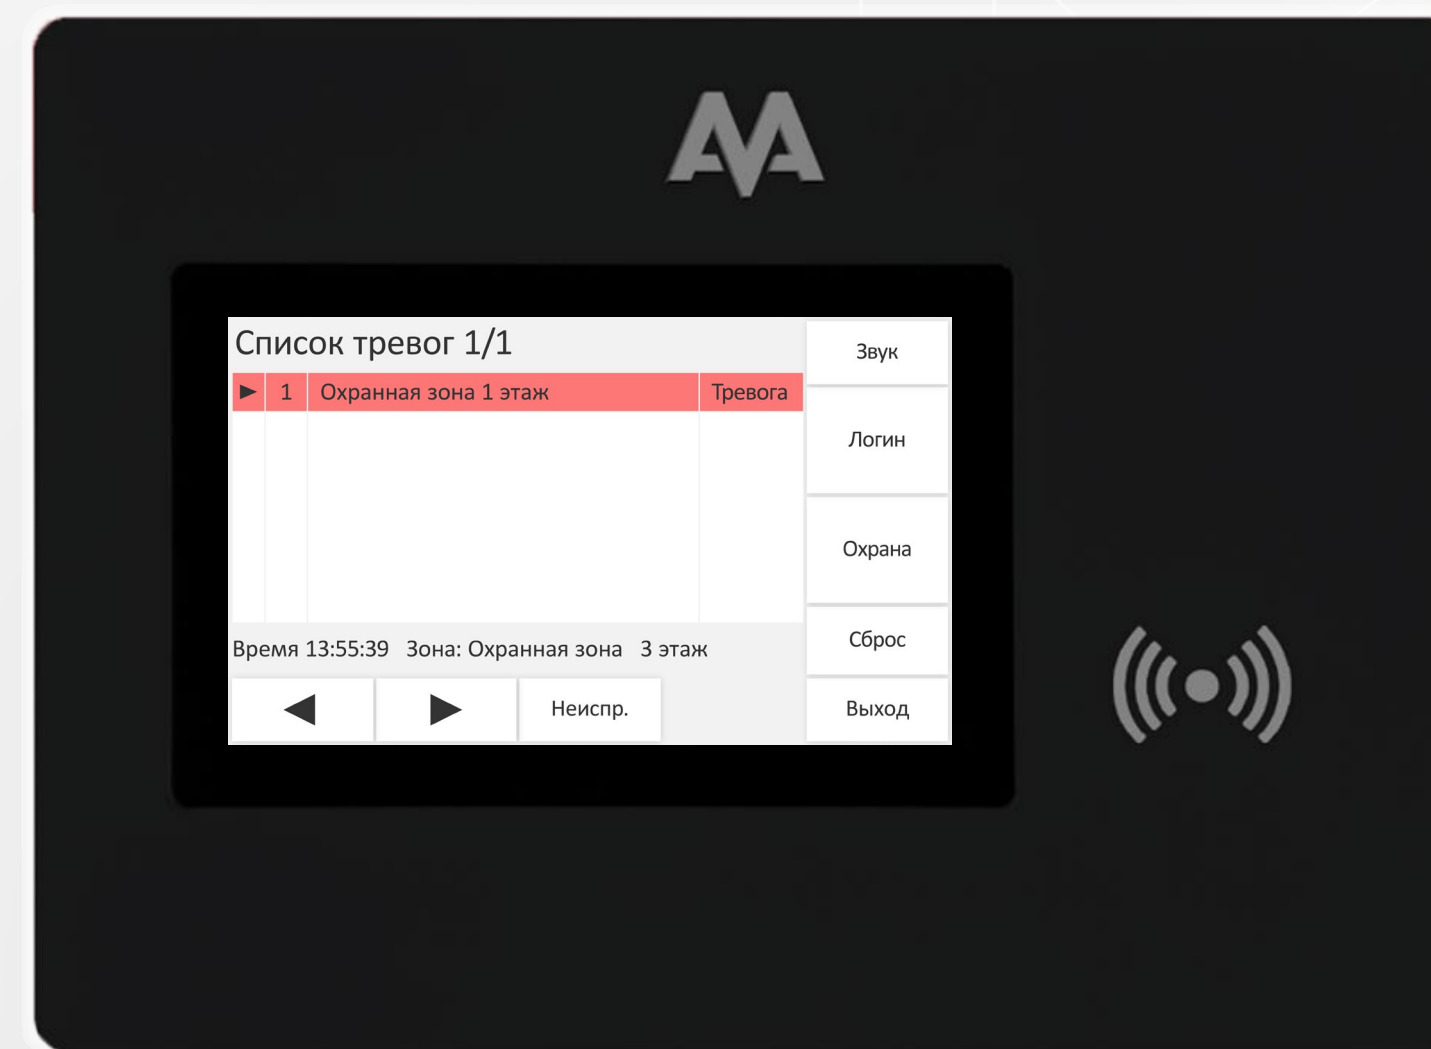 Список тревог 1/1
Звук
1 Охранная зона 1 этаж Тревога
Логин
Охрана
Сброс
Время 13:55:39 Зона: Охранная зона 3 этаж
Неиспр.
Выход